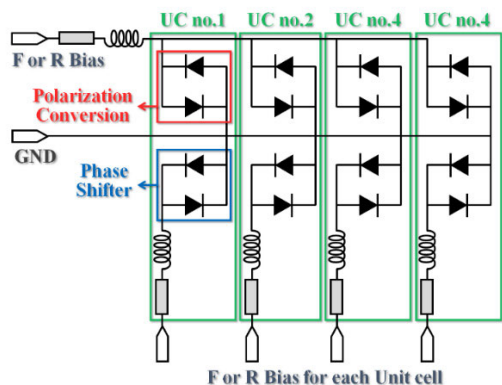 UC no.1 UC no.2 UC no.4 UC no.4
F or R Bias
Polarization
Conversion
GND
Phase
Shifter
F or R Bias for each Unit cell